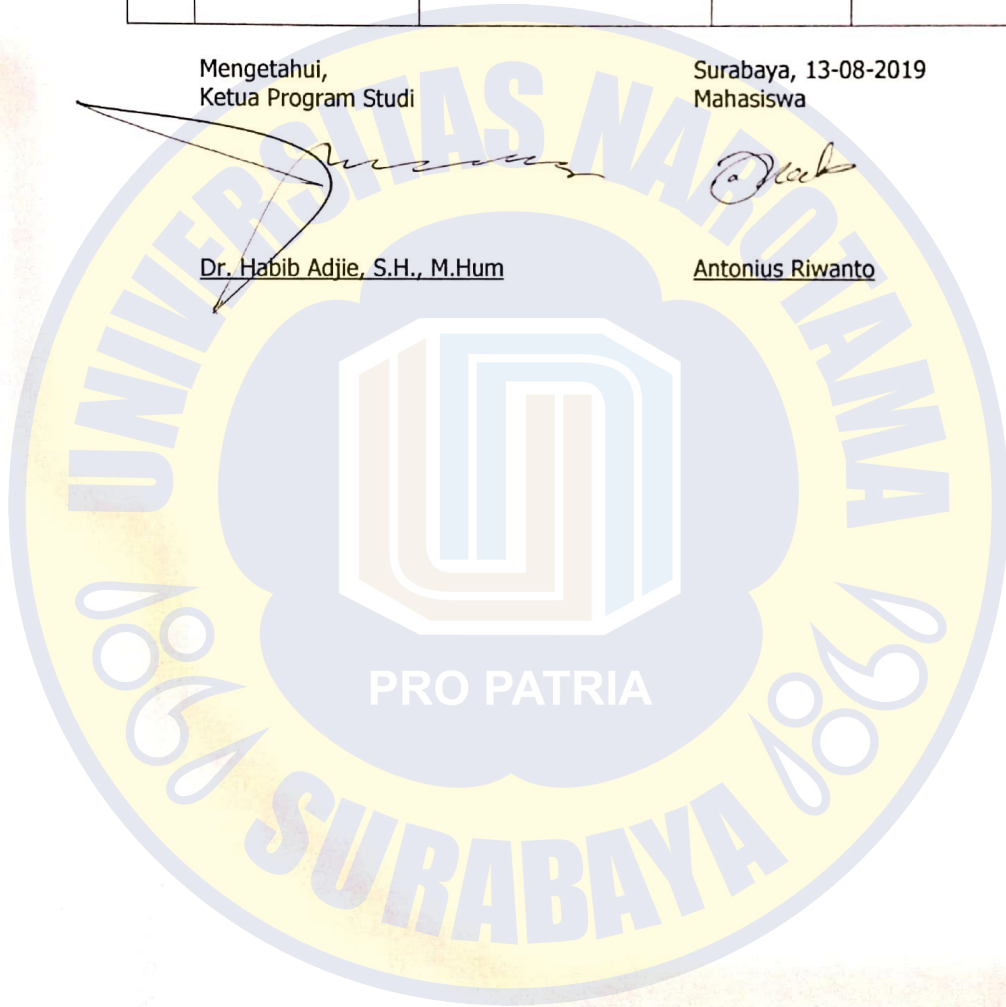 Mengetahui,
Ketua Program Studi
Surabaya, 13-08-2019
Mahasiswa
Dr. Habib Adjie, S.H., M.Hum
Antonius Riwanto
UNIVERSITAS NAROTAMA
PRO PATRIA
SURABAYA